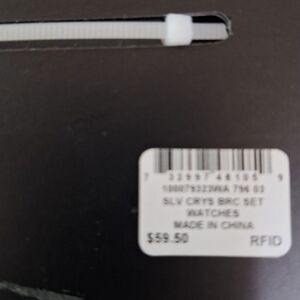 7 32997 48105 9
100079323WA 796 03
SLV CRYS BRC SET
WATCHES
MADE IN CHINA
$59.50 RFID